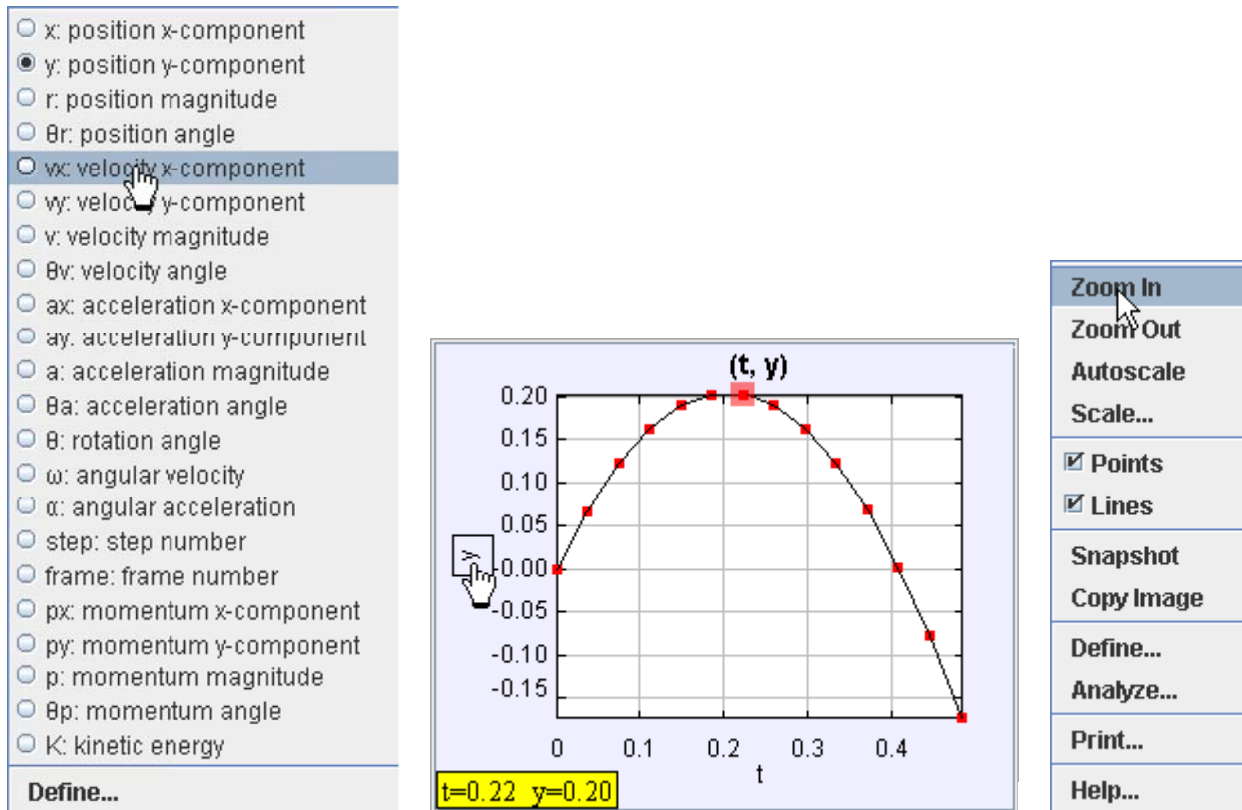 x: position x-component
y: position y-component
r: position magnitude
θr: position angle
vx: velocity x-component
vy: velocity y-component
v: velocity magnitude
θv: velocity angle
ax: acceleration x-component
ay: acceleration y-component
a: acceleration magnitude
θa: acceleration angle
θ: rotation angle
ω: angular velocity
α: angular acceleration
step: step number
frame: frame number
px: momentum x-component
py: momentum y-component
p: momentum magnitude
θp: momentum angle
K: kinetic energy
Define...
(t, y)
0.20
0.15
0.10
0.05
-0.00
-0.05
-0.10
-0.15
y
0 0.1 0.2 0.3 0.4
t
t=0.22 y=0.20
Zoom In
Zoom Out
Autoscale
Scale...
Points
Lines
Snapshot
Copy Image
Define...
Analyze...
Print...
Help...